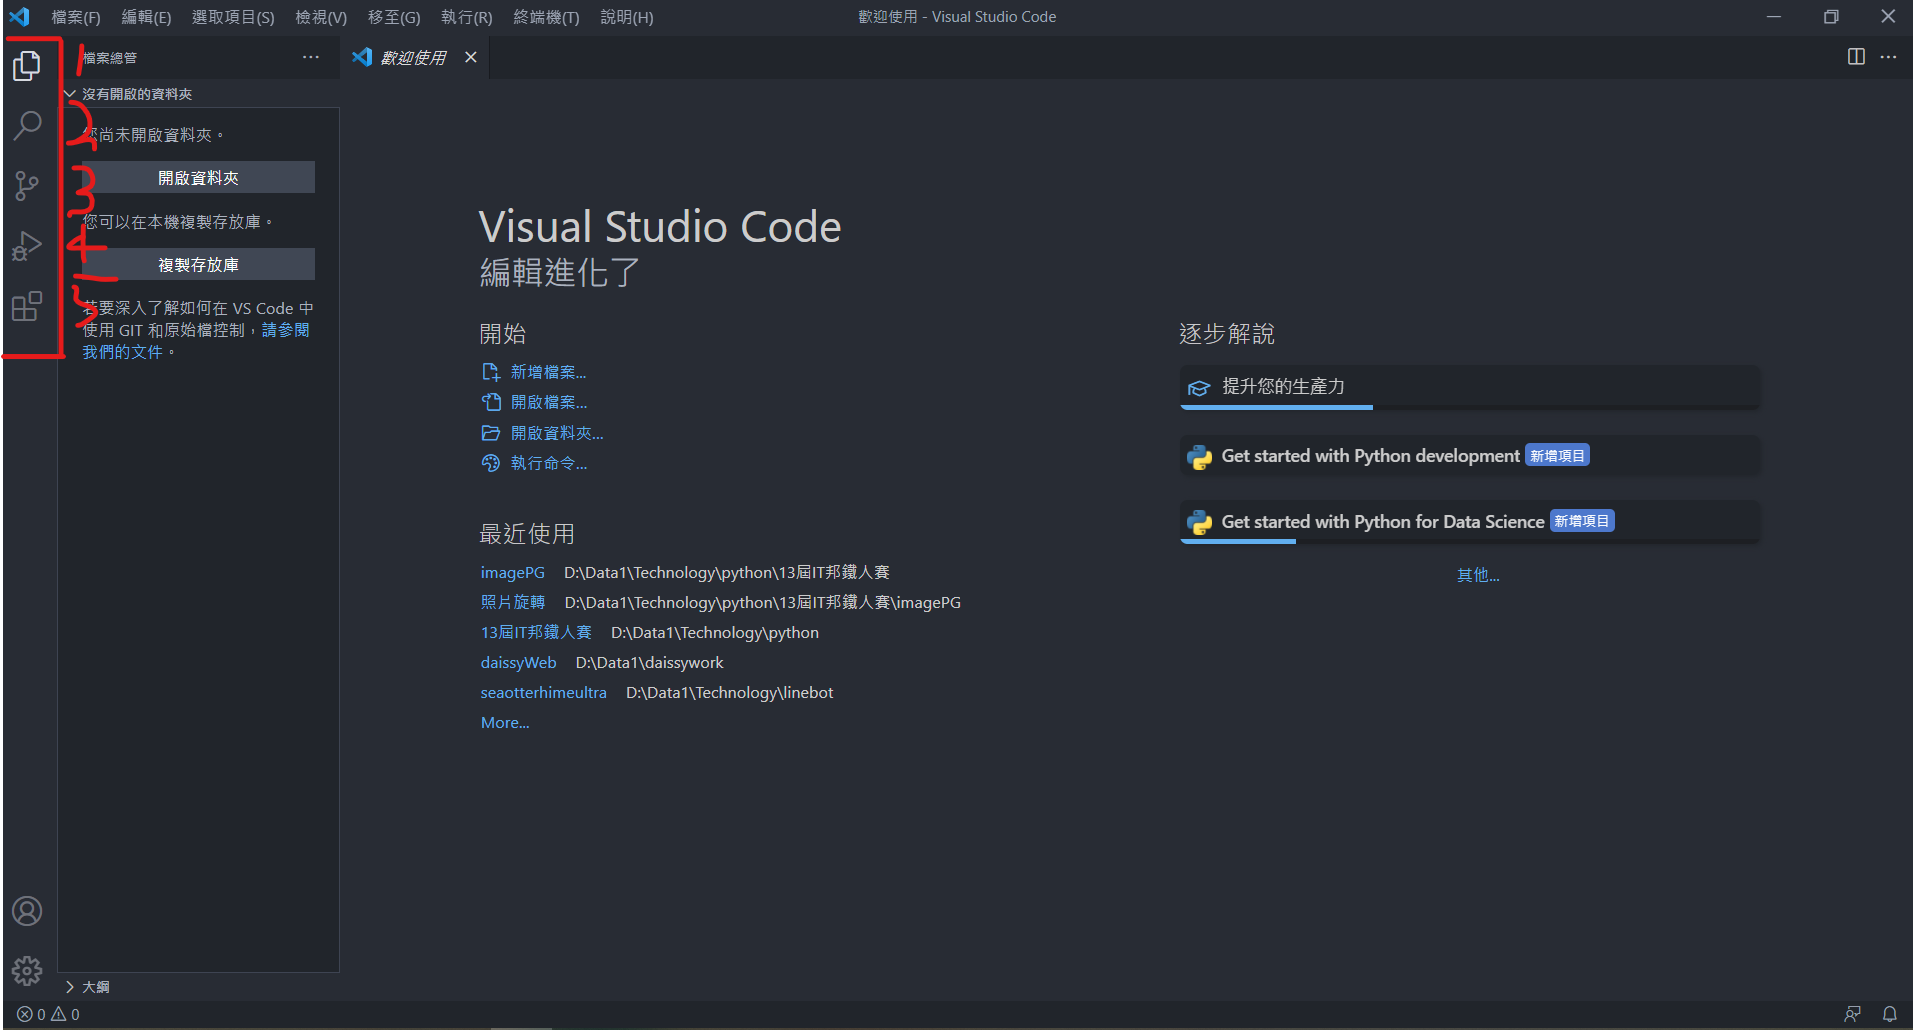 檔案(F) 編輯(E) 選取項目(S) 檢視(V) 移至(G) 執行(R) 終端機(T) 說明(H)
歡迎使用 - Visual Studio Code
1
檔案總管
歡迎使用
沒有開啟的資料夾
2
您尚未開啟資料夾。
3
開啟資料夾
您可以在本機複製存放庫。
4
複製存放庫
5
若要深入了解如何在 VS Code 中
使用 GIT 和原始檔控制，請參閱
我們的文件。
大綱
Visual Studio Code
編輯進化了
開始
新增檔案...
開啟檔案...
開啟資料夾...
執行命令...
最近使用
imagePG D:\Data1\Technology\python\13屆IT邦鐵人賽
照片旋轉 D:\Data1\Technology\python\13屆IT邦鐵人賽\imagePG
13屆IT邦鐵人賽 D:\Data1\Technology\python
daissyWeb D:\Data1\daissywork
seaotterhimeultra D:\Data1\Technology\linebot
More...
逐步解說
提升您的生產力
Get started with Python development 新增項目
Get started with Python for Data Science 新增項目
其他...
0 0